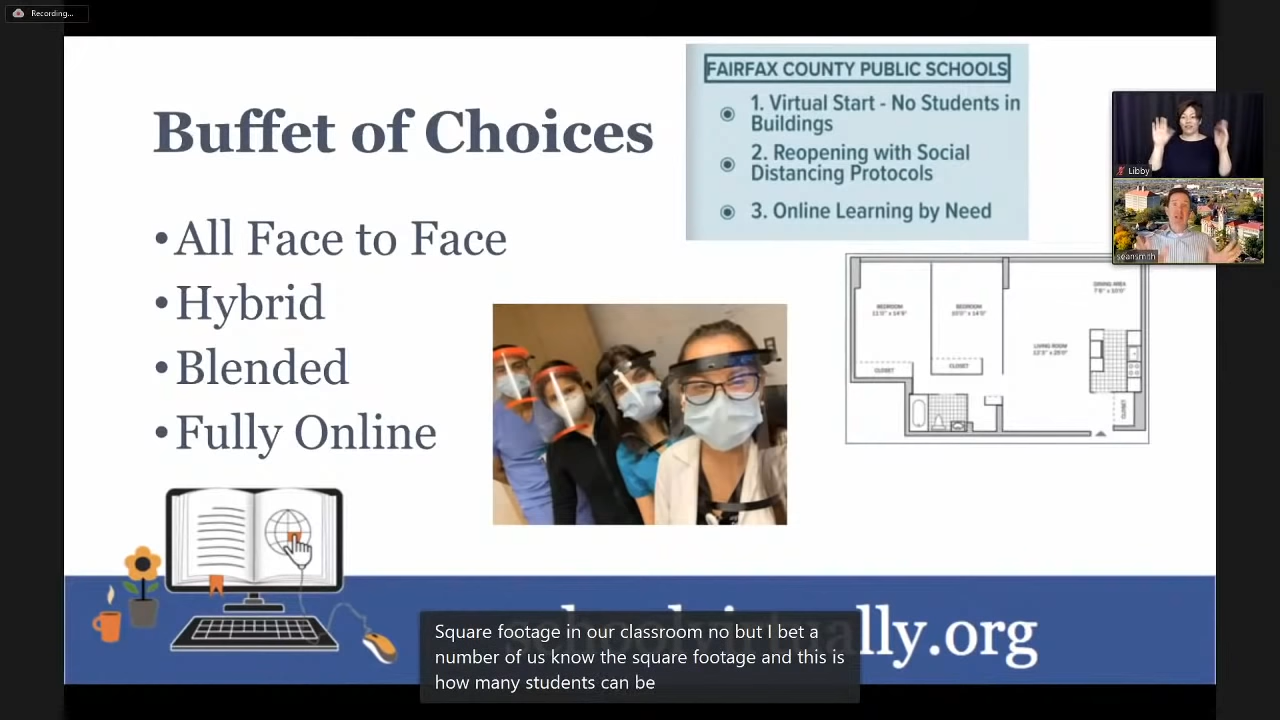 Recording...
Buffet of Choices
•All Face to Face
•Hybrid
•Blended
•Fully Online
FAIRFAX COUNTY PUBLIC SCHOOLS
1. Virtual Start - No Students in
Buildings
2. Reopening with Social
Distancing Protocols
3. Online Learning by Need
Libby
seansmith
BEDROOM
BEDROOM
DINING AREA
LIVING ROOM
CLOSET
CLOSET
CLOSET
Square footage in our classroom no but I bet a
number of us know the square footage and this is
how many students can be